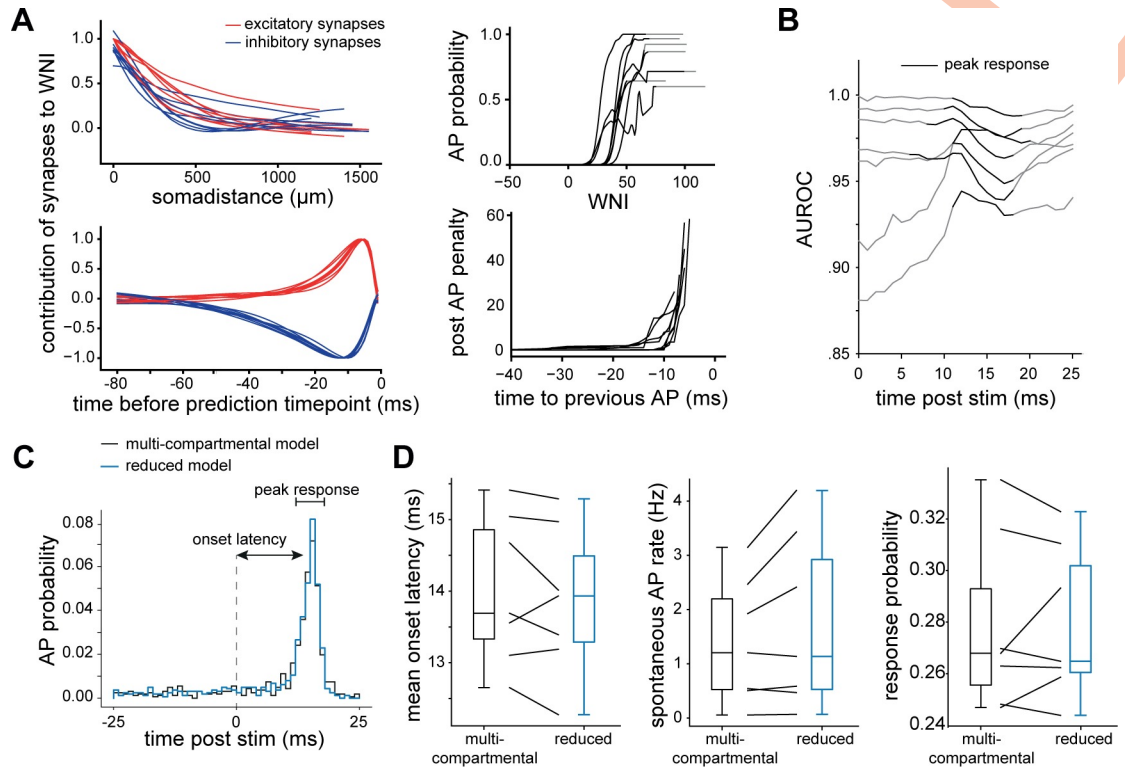 A
excitatory synapses
inhibitory synapses
contribution of synapses to WNI
1.0
0.5
0.0
0
500
1000
1500
somadistance (µm)
1.0
0.5
0.0
−0.5
−1.0
-80
-60
-40
-20
0
time before prediction timepoint (ms)
AP probability
1.0
0.5
0.0
−50
0
50
100
WNI
post AP penalty
60
40
20
0
−40
−30
−20
−10
0
time to previous AP (ms)
B
peak response
AUROC
1.0
.95
.90
.85
0
5
10
15
20
25
time post stim (ms)
C
multi-compartmental model
reduced model
peak response
onset latency
AP probability
0.08
0.06
0.04
0.02
0.00
-25
0
25
time post stim (ms)
D
mean onset latency (ms)
15
14
13
multi-
compartmental
reduced
spontaneous AP rate (Hz)
4
3
2
1
0
multi-
compartmental
reduced
response probability
0.32
0.30
0.28
0.26
0.24
multi-
compartmental
reduced